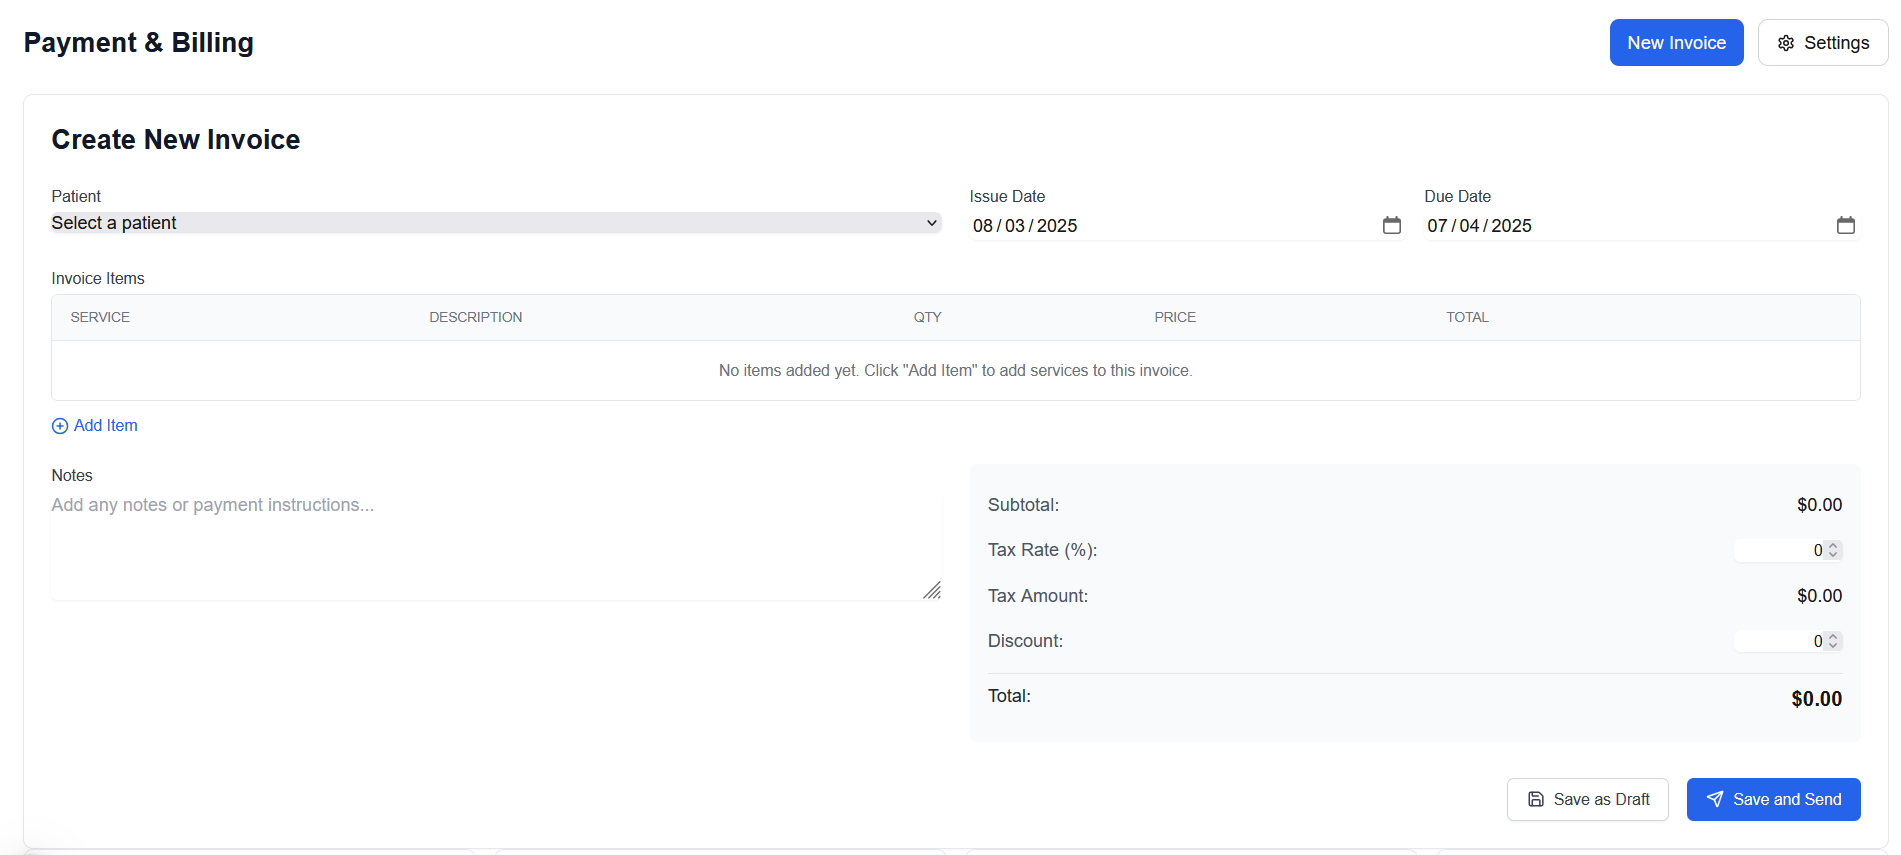 Payment & Billing
New Invoice
Settings
Create New Invoice
Patient
Select a patient
Issue Date
08/03/2025
Due Date
07/04/2025
Invoice Items
SERVICE DESCRIPTION QTY PRICE TOTAL
No items added yet. Click "Add Item" to add services to this invoice.
Add Item
Notes
Add any notes or payment instructions...
Subtotal: $0.00
Tax Rate (%): 0
Tax Amount: $0.00
Discount: 0
Total: $0.00
Save as Draft
Save and Send